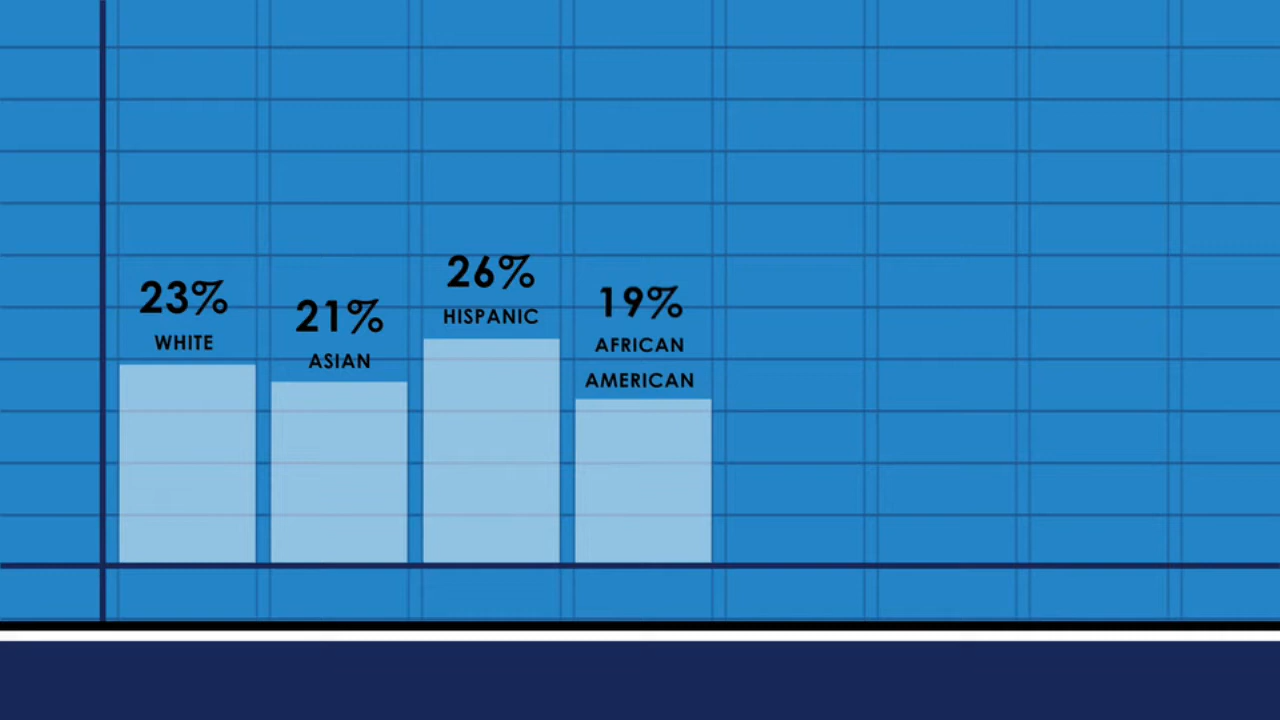 23%
WHITE
21%
ASIAN
26%
HISPANIC
19%
AFRICAN
AMERICAN